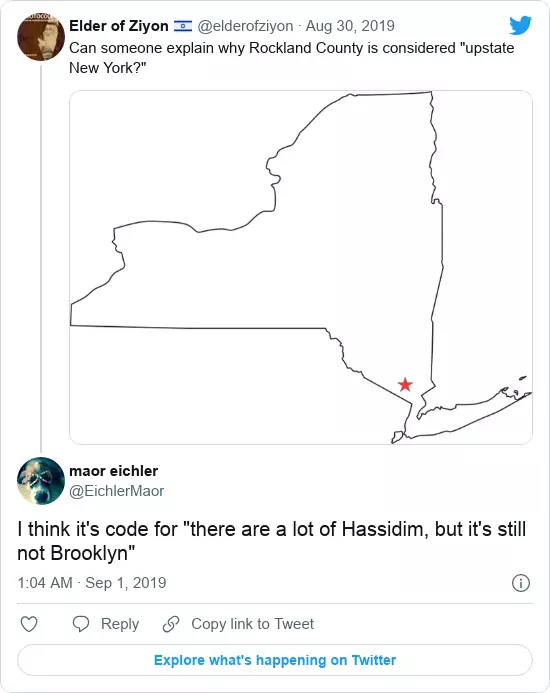 Elder of Ziyon 🇮🇱 @elderofziyon · Aug 30, 2019
Can someone explain why Rockland County is considered "upstate
New York?"
maor eichler
@EichlerMaor
I think it's code for "there are a lot of Hassidim, but it's still
not Brooklyn"
1:04 AM · Sep 1, 2019
Reply
Copy link to Tweet
Explore what's happening on Twitter